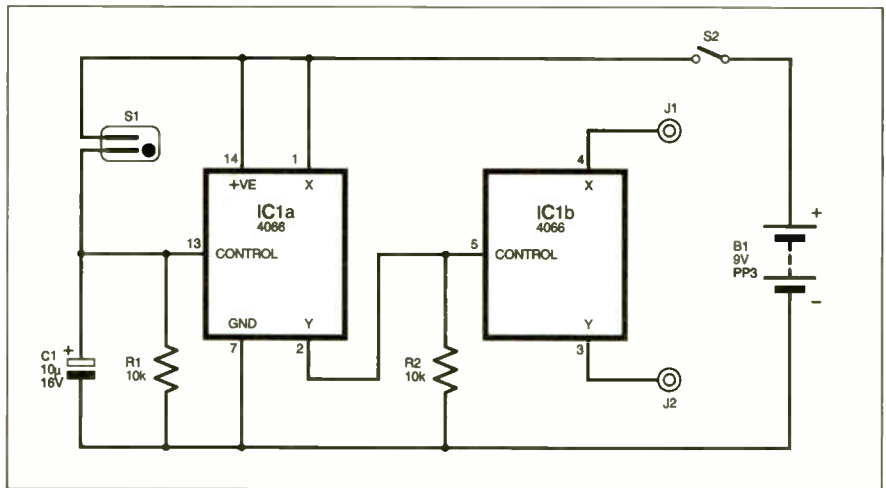 S2
J1
S1
14
1
4
+VE
X
X
IC1a
4066
IC1b
4066
+
13
CONTROL
5
CONTROL
B1
9V
PP3
−
GND
Y
Y
C1
10µ
16V
+
R1
10k
7
2
R2
10k
3
J2